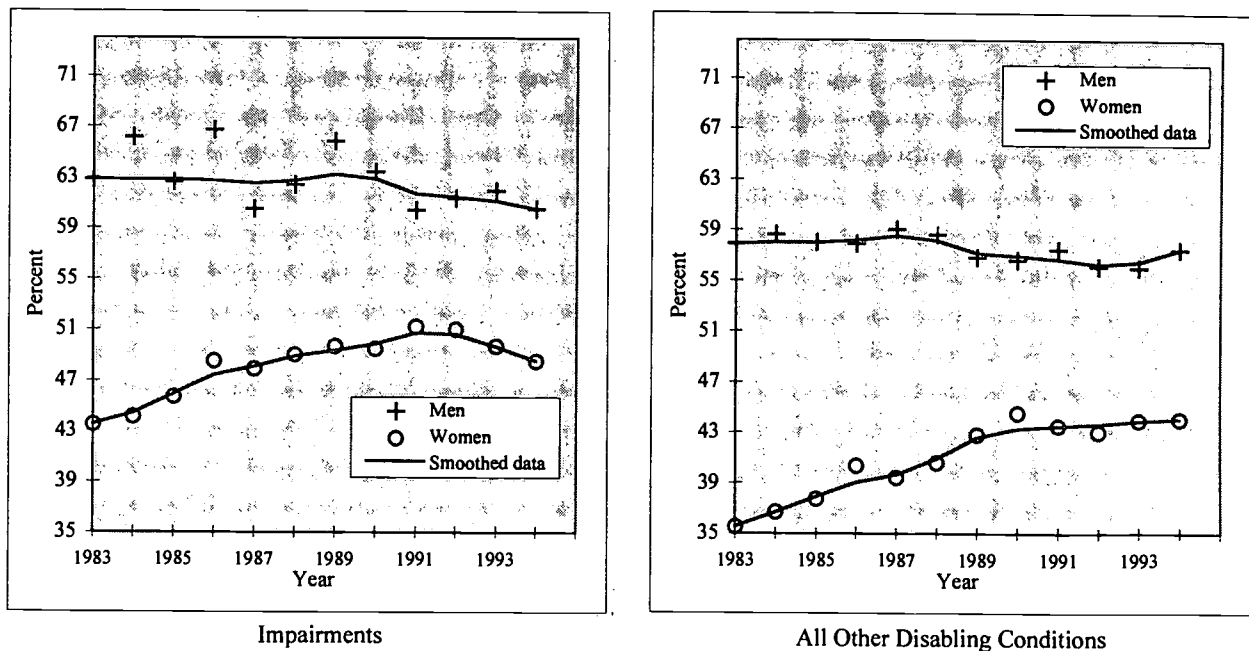 71
67
63
59
55
51
47
43
39
35
Percent
Men
Women
Smoothed data
1983 1985 1987 1989 1991 1993
Year
Impairments
71
67
63
59
55
51
47
43
39
35
Percent
Men
Women
Smoothed data
1983 1985 1987 1989 1991 1993
Year
All Other Disabling Conditions